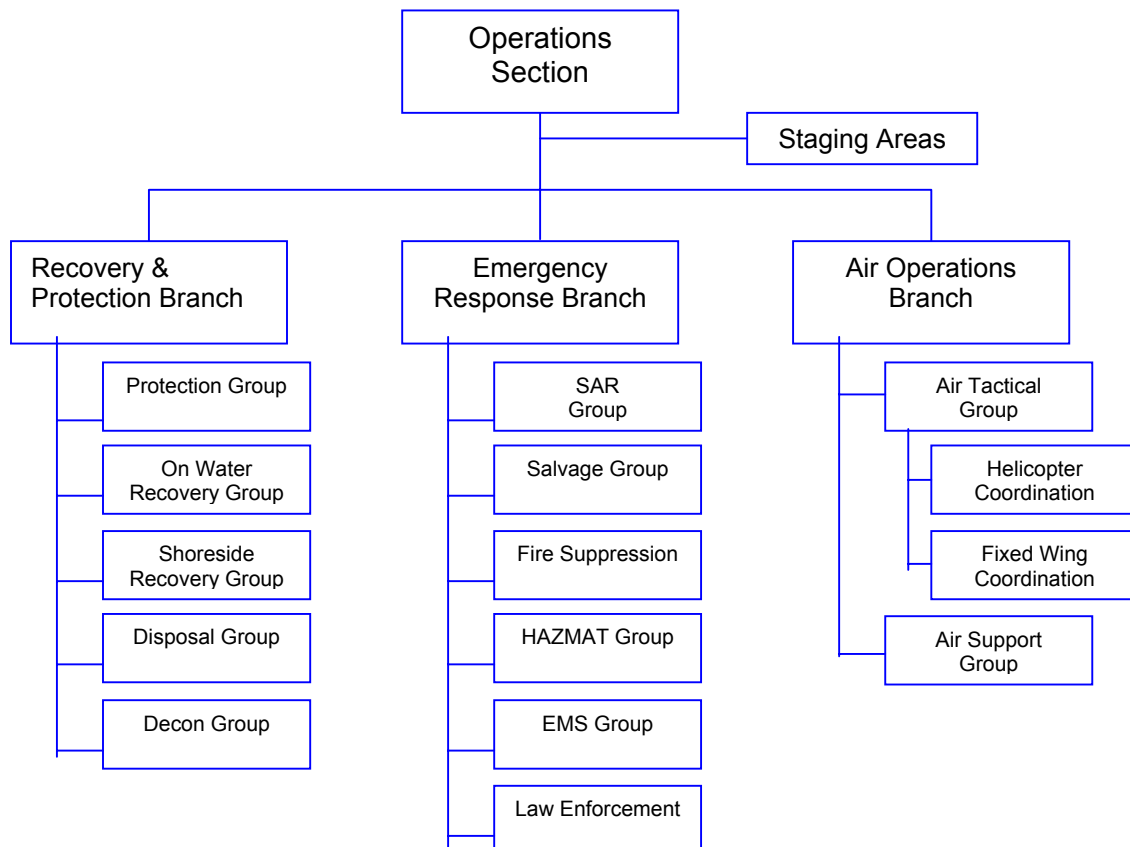 Operations
Section
Staging Areas
Recovery &
Protection Branch
Emergency
Response Branch
Air Operations
Branch
Protection Group
On Water
Recovery Group
Shoreside
Recovery Group
Disposal Group
Decon Group
SAR
Group
Salvage Group
Fire Suppression
HAZMAT Group
EMS Group
Law Enforcement
Air Tactical
Group
Helicopter
Coordination
Fixed Wing
Coordination
Air Support
Group